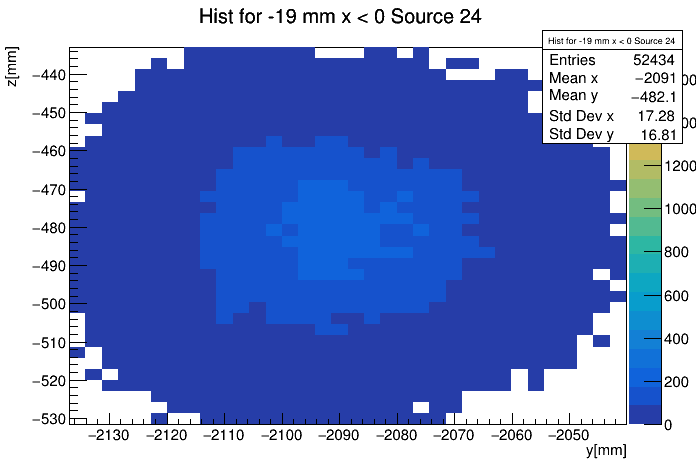 Hist for -19 mm x < 0 Source 24
Hist for -19 mm x < 0 Source 24
Entries 52434
Mean x −2091
Mean y −482.1
Std Dev x 17.28
Std Dev y 16.81
z[mm]
−440
−450
−460
−470
−480
−490
−500
−510
−520
−530
−2130 −2120 −2110 −2100 −2090 −2080 −2070 −2060 −2050
y[mm]
1200
1000
800
600
400
200
0